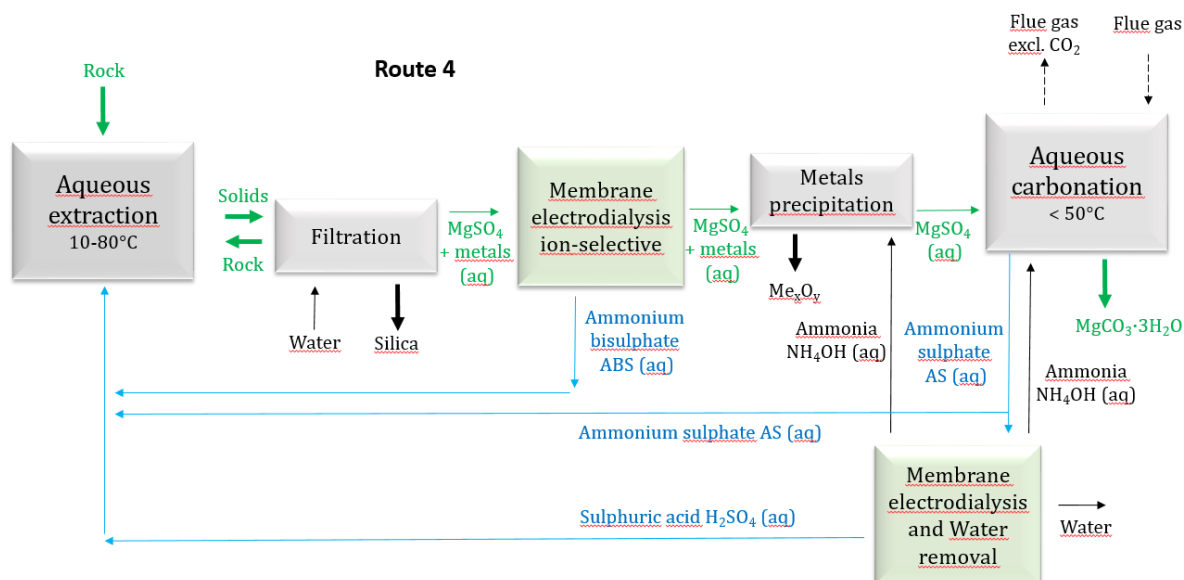 Route 4
Rock
Flue gas
excl. CO₂
Flue gas
Aqueous
extraction
10-80°C
Solids
Rock
Filtration
Water
Silica
MgSO₄
+ metals
(aq)
Membrane
electrodialysis
ion-selective
MgSO₄
+ metals
(aq)
Metals
precipitation
MeₓOᵧ
MgSO₄
(aq)
Aqueous
carbonation
< 50°C
MgCO₃·3H₂O
Ammonium
bisulphate
ABS (aq)
Ammonia
NH₄OH (aq)
Ammonium
sulphate
AS (aq)
Ammonia
NH₄OH (aq)
Ammonium sulphate AS (aq)
Sulphuric acid H₂SO₄ (aq)
Membrane
electrodialysis
and Water
removal
Water